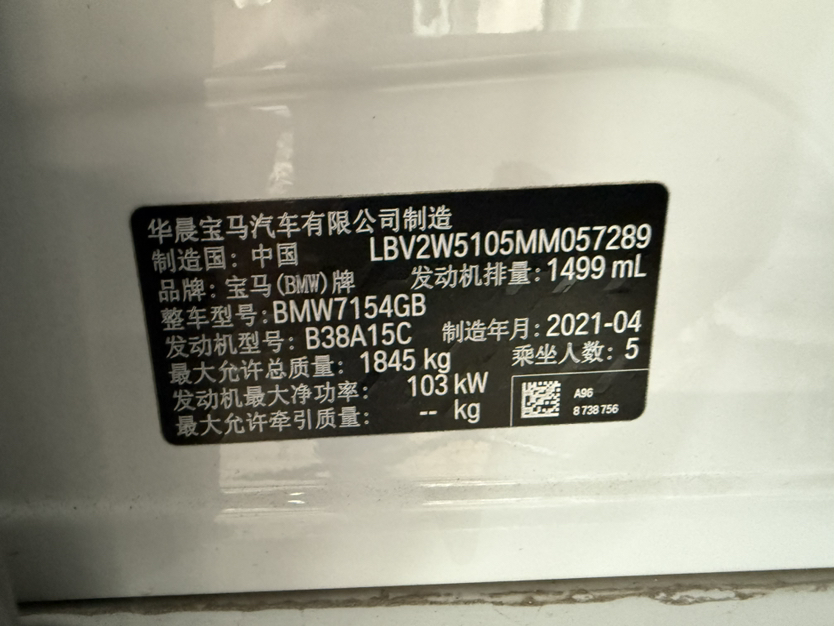 华晨宝马汽车有限公司制造
制造国：中国 LBV2W5105MM057289
品牌：宝马(BMW)牌 发动机排量：1499 mL
整车型号：BMW7154GB
发动机型号：B38A15C 制造年月：2021-04
最大允许总质量：1845 kg 乘坐人数：5
发动机最大净功率：103 kW
最大允许牵引质量：-- kg
A96
8 738 756